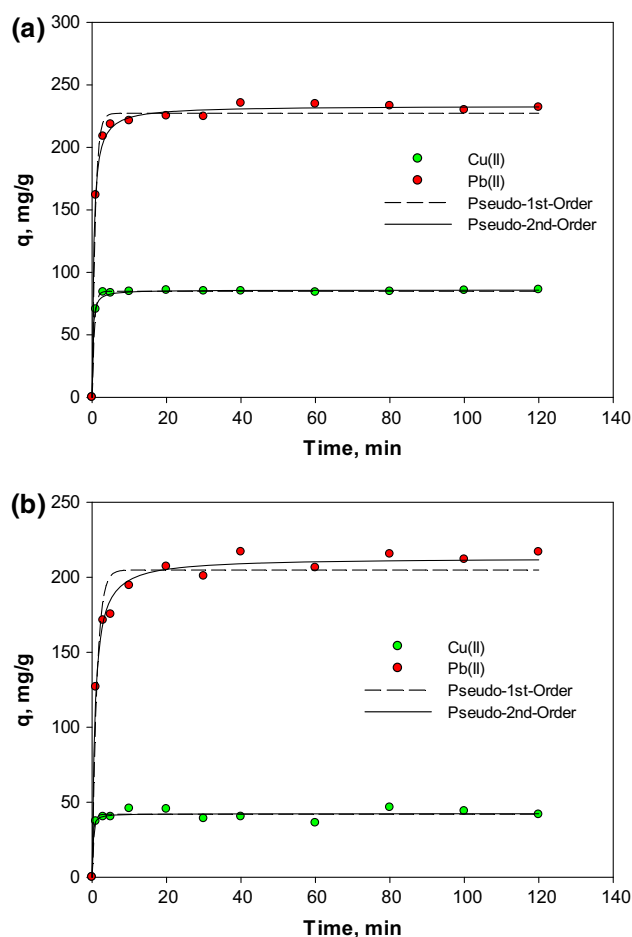 (a)
300
250
200
150
100
50
0
q, mg/g
Cu(II)
Pb(II)
Pseudo-1st-Order
Pseudo-2nd-Order
0 20 40 60 80 100 120 140
Time, min
(b)
250
200
150
100
50
0
q, mg/g
Cu(II)
Pb(II)
Pseudo-1st-Order
Pseudo-2nd-Order
0 20 40 60 80 100 120 140
Time, min